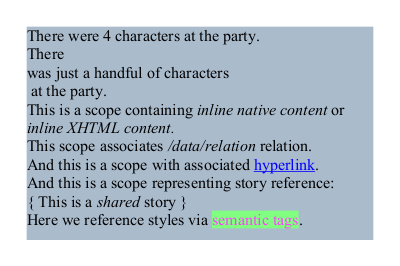 There were 4 characters at the party.
There
was just a handful of characters
at the party.
This is a scope containing inline native content or
inline XHTML content.
This scope associates /data/relation relation.
And this is a scope with associated hyperlink.
And this is a scope representing story reference:
{ This is a shared story }
Here we reference styles via semantic tags.